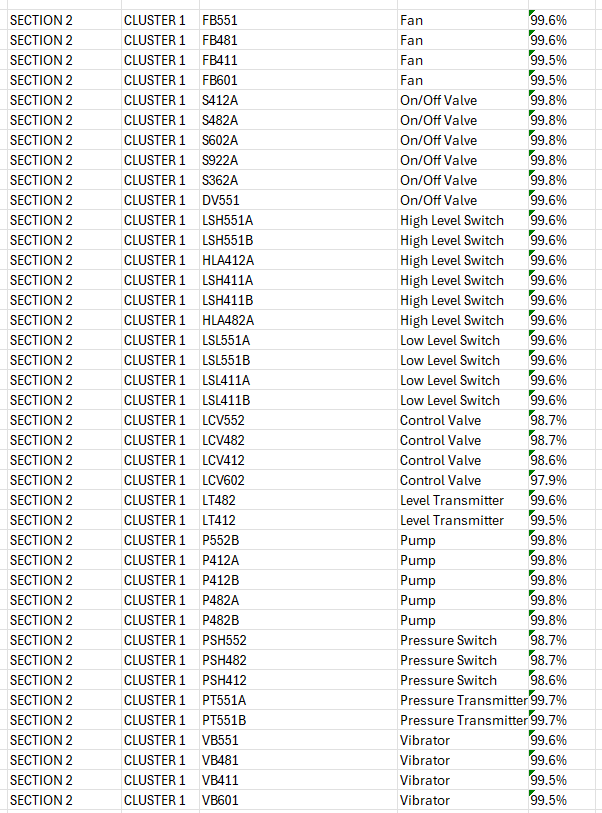 SECTION 2 CLUSTER 1 FB551 Fan 99.6%
SECTION 2 CLUSTER 1 FB481 Fan 99.6%
SECTION 2 CLUSTER 1 FB411 Fan 99.5%
SECTION 2 CLUSTER 1 FB601 Fan 99.5%
SECTION 2 CLUSTER 1 S412A On/Off Valve 99.8%
SECTION 2 CLUSTER 1 S482A On/Off Valve 99.8%
SECTION 2 CLUSTER 1 S602A On/Off Valve 99.8%
SECTION 2 CLUSTER 1 S922A On/Off Valve 99.8%
SECTION 2 CLUSTER 1 S362A On/Off Valve 99.8%
SECTION 2 CLUSTER 1 DV551 On/Off Valve 99.6%
SECTION 2 CLUSTER 1 LSH551A High Level Switch 99.6%
SECTION 2 CLUSTER 1 LSH551B High Level Switch 99.6%
SECTION 2 CLUSTER 1 HLA412A High Level Switch 99.6%
SECTION 2 CLUSTER 1 LSH411A High Level Switch 99.6%
SECTION 2 CLUSTER 1 LSH411B High Level Switch 99.6%
SECTION 2 CLUSTER 1 HLA482A High Level Switch 99.6%
SECTION 2 CLUSTER 1 LSL551A Low Level Switch 99.6%
SECTION 2 CLUSTER 1 LSL551B Low Level Switch 99.6%
SECTION 2 CLUSTER 1 LSL411A Low Level Switch 99.6%
SECTION 2 CLUSTER 1 LSL411B Low Level Switch 99.6%
SECTION 2 CLUSTER 1 LCV552 Control Valve 98.7%
SECTION 2 CLUSTER 1 LCV482 Control Valve 98.7%
SECTION 2 CLUSTER 1 LCV412 Control Valve 98.6%
SECTION 2 CLUSTER 1 LCV602 Control Valve 97.9%
SECTION 2 CLUSTER 1 LT482 Level Transmitter 99.6%
SECTION 2 CLUSTER 1 LT412 Level Transmitter 99.5%
SECTION 2 CLUSTER 1 P552B Pump 99.8%
SECTION 2 CLUSTER 1 P412A Pump 99.8%
SECTION 2 CLUSTER 1 P412B Pump 99.8%
SECTION 2 CLUSTER 1 P482A Pump 99.8%
SECTION 2 CLUSTER 1 P482B Pump 99.8%
SECTION 2 CLUSTER 1 PSH552 Pressure Switch 98.7%
SECTION 2 CLUSTER 1 PSH482 Pressure Switch 98.7%
SECTION 2 CLUSTER 1 PSH412 Pressure Switch 98.6%
SECTION 2 CLUSTER 1 PT551A Pressure Transmitter 99.7%
SECTION 2 CLUSTER 1 PT551B Pressure Transmitter 99.7%
SECTION 2 CLUSTER 1 VB551 Vibrator 99.6%
SECTION 2 CLUSTER 1 VB481 Vibrator 99.6%
SECTION 2 CLUSTER 1 VB411 Vibrator 99.5%
SECTION 2 CLUSTER 1 VB601 Vibrator 99.5%